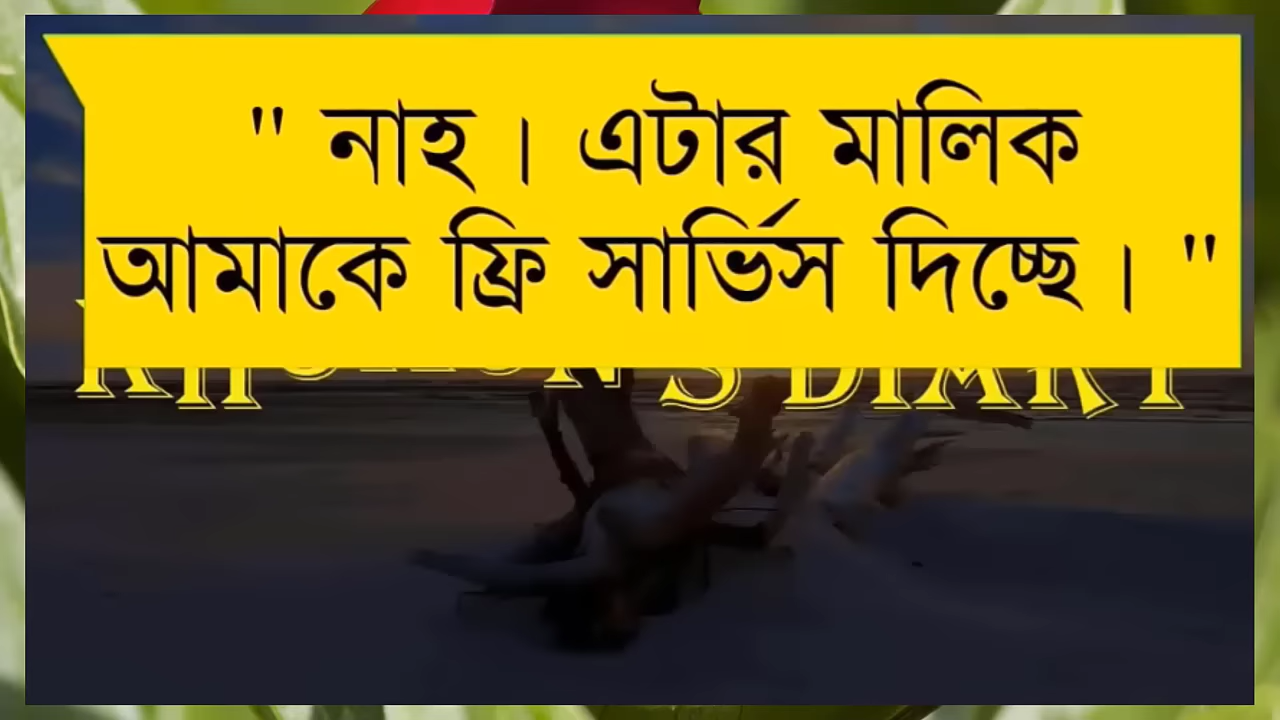 " নাহ। এটার মালিক
আমাকে ফ্রি সার্ভিস দিচ্ছে। "